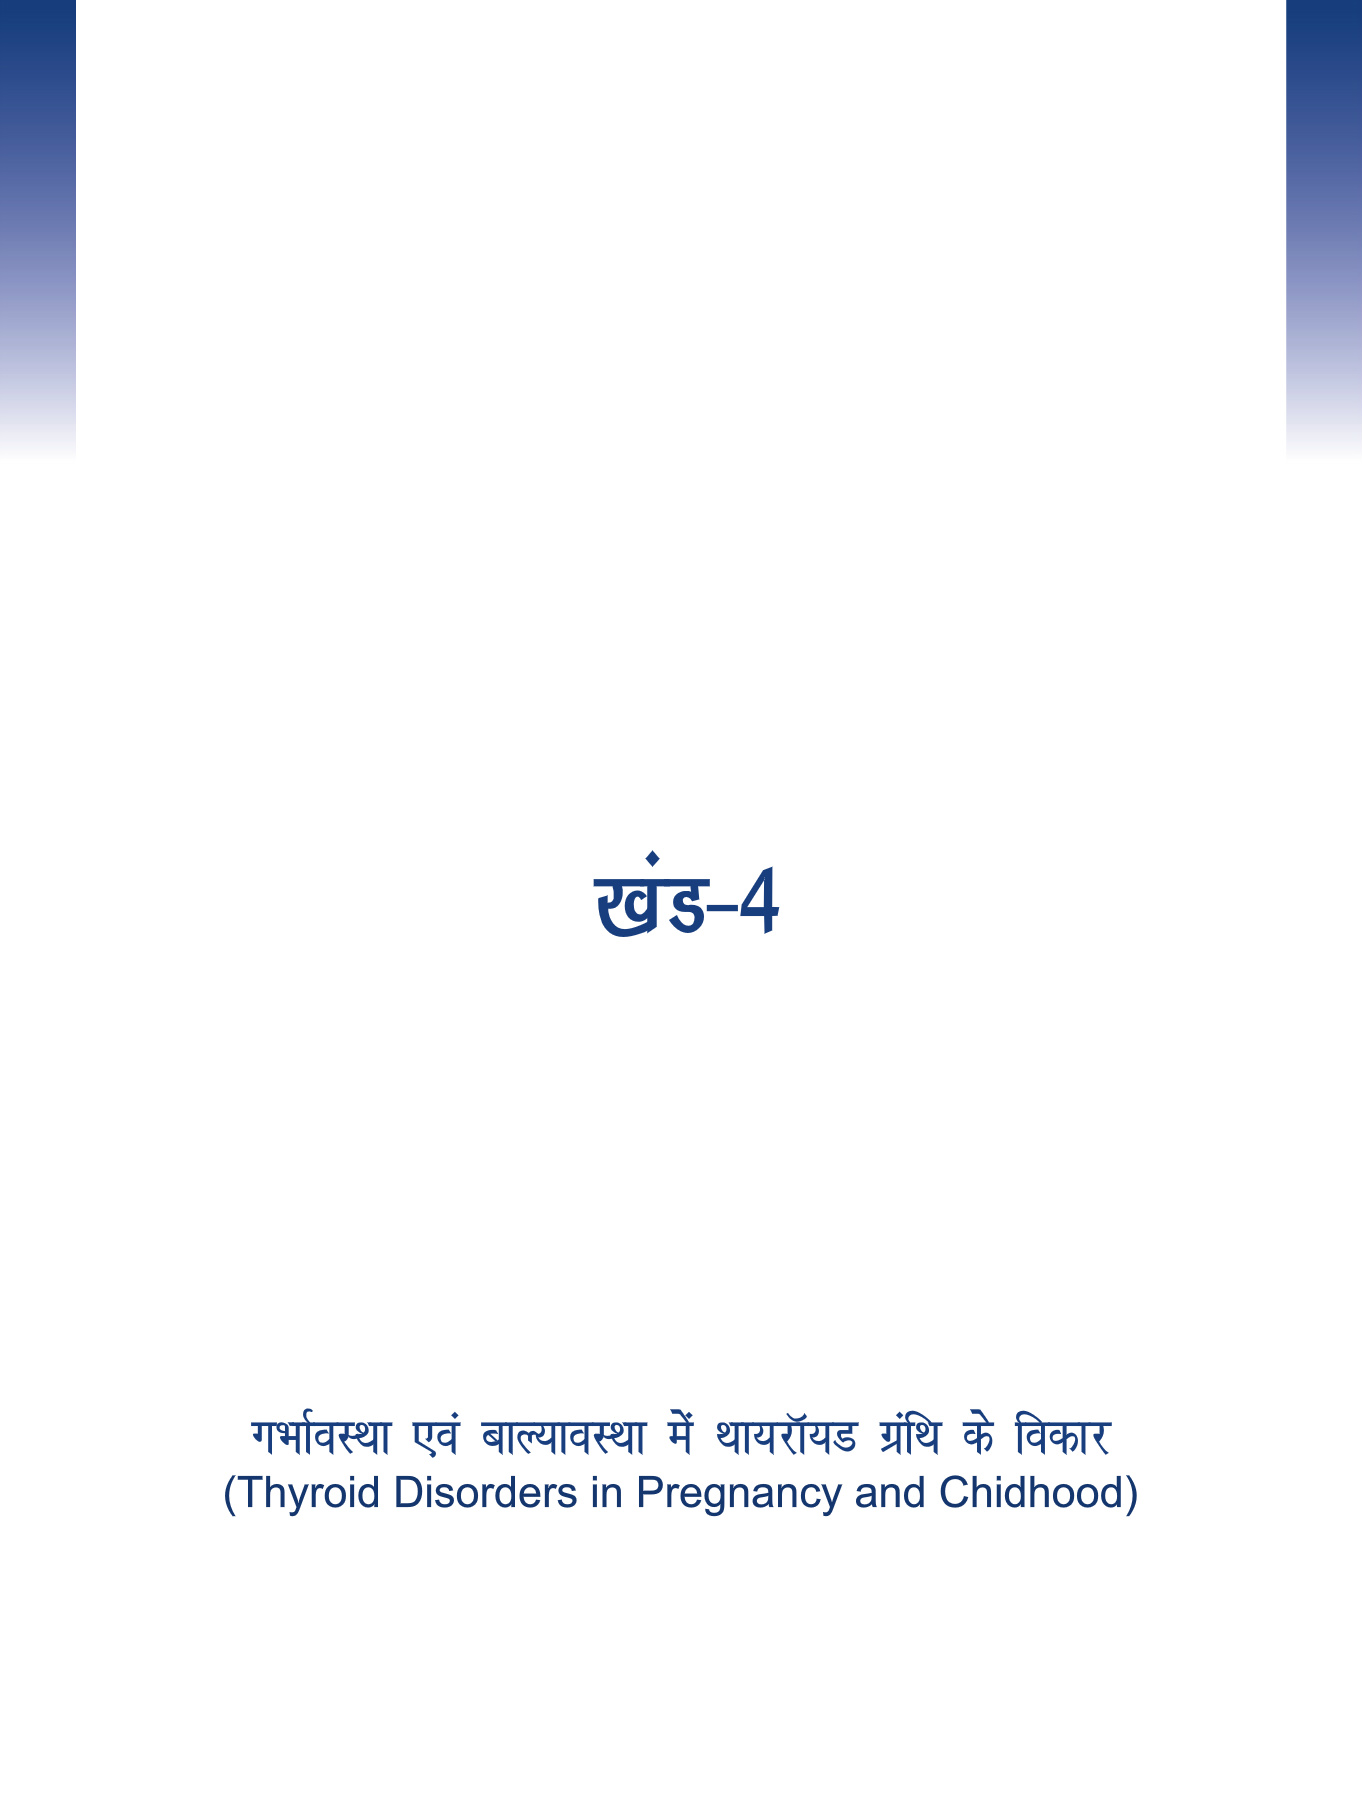 खंड–4
गर्भावस्था एवं बाल्यावस्था में थायरॉयड ग्रंथि के विकार
(Thyroid Disorders in Pregnancy and Chidhood)